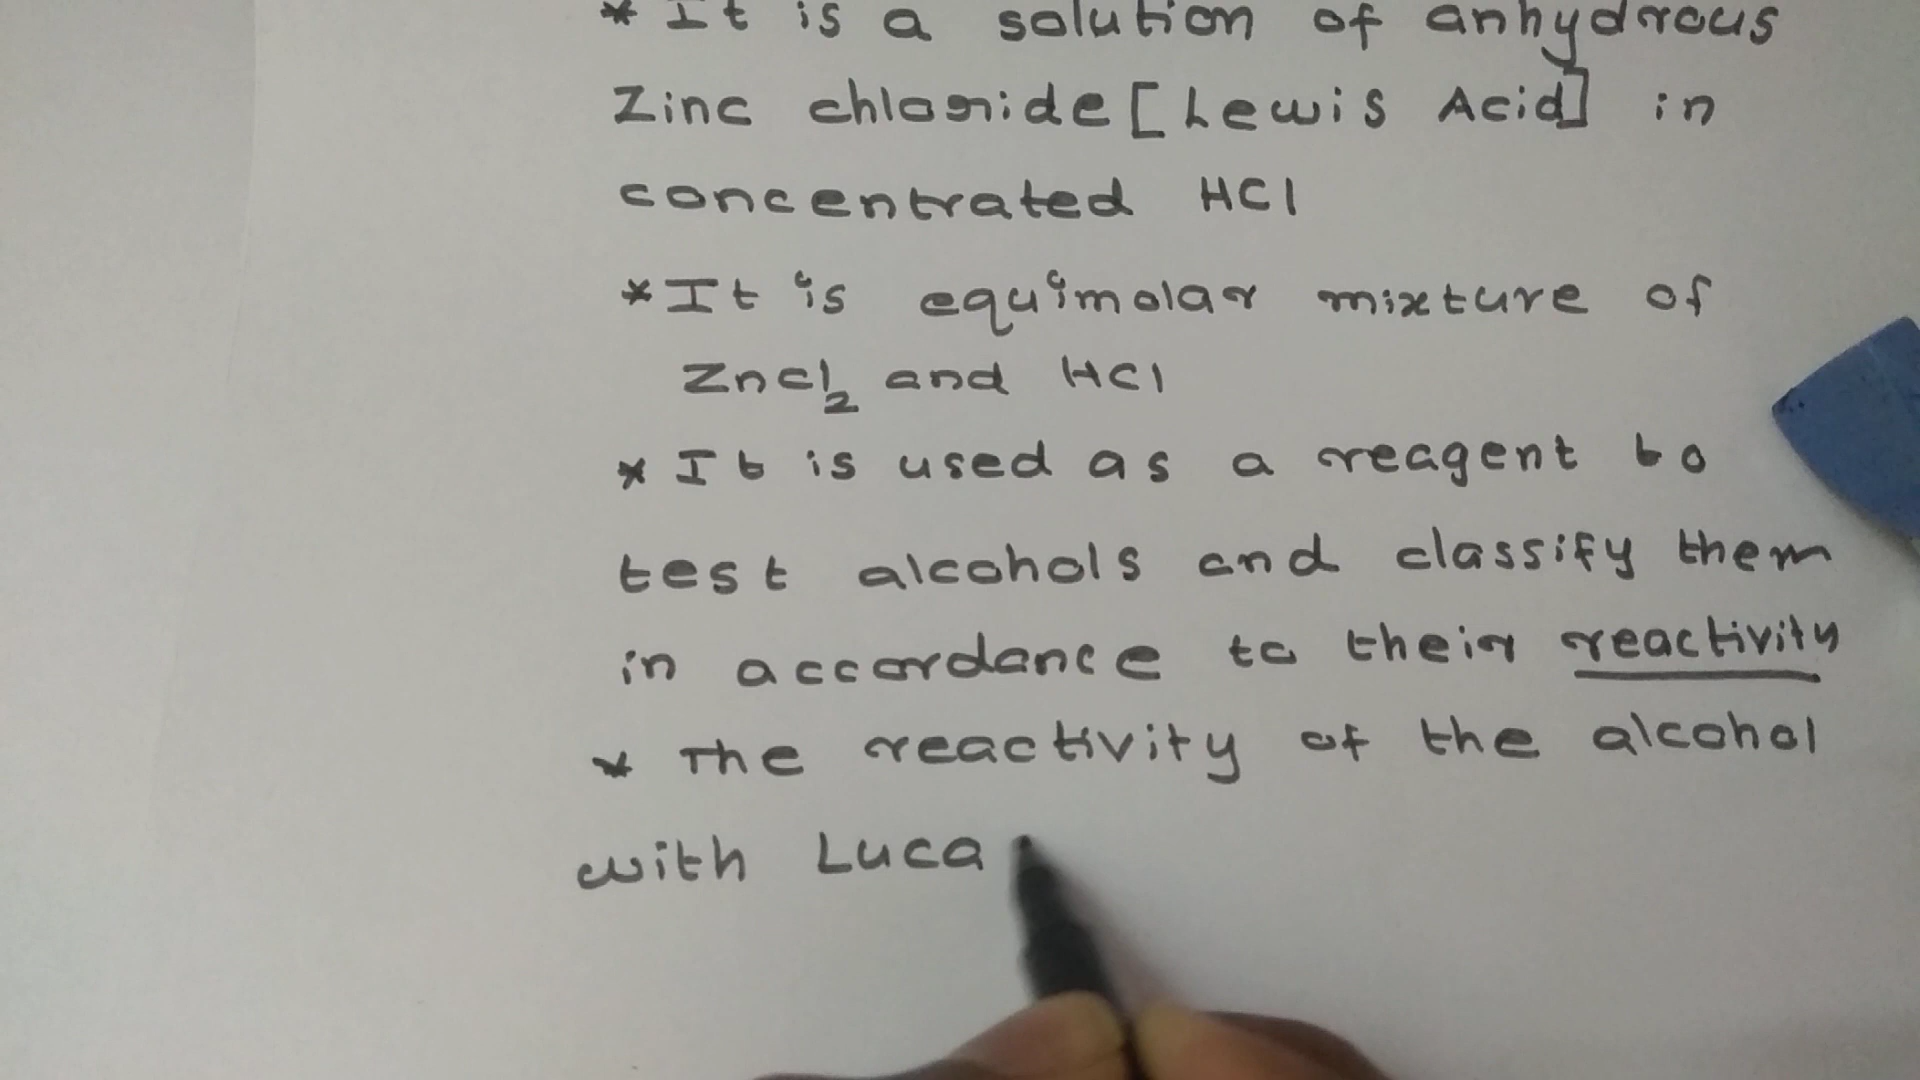 * It is a solution of anhydrous
Zinc chloride [Lewis Acid] in
concentrated HCl
* It is equimolar mixture of
ZnCl2 and HCl
* It is used as a reagent to
test alcohols and classify them
in accordance to their reactivity
* The reactivity of the alcohol
with Luca